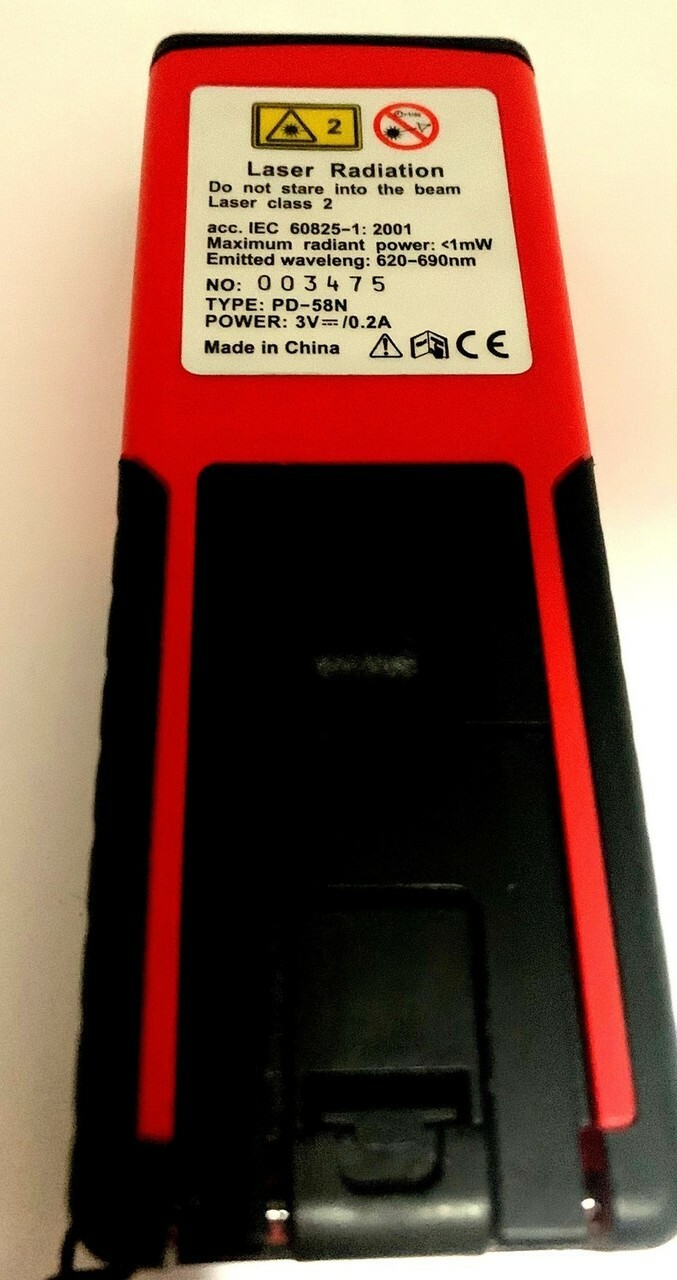 2
Laser Radiation
Do not stare into the beam
Laser class 2
acc. IEC 60825-1: 2001
Maximum radiant power: <1mW
Emitted waveleng: 620-690nm
NO: 003475
TYPE: PD-58N
POWER: 3V⎓/0.2A
Made in China CE